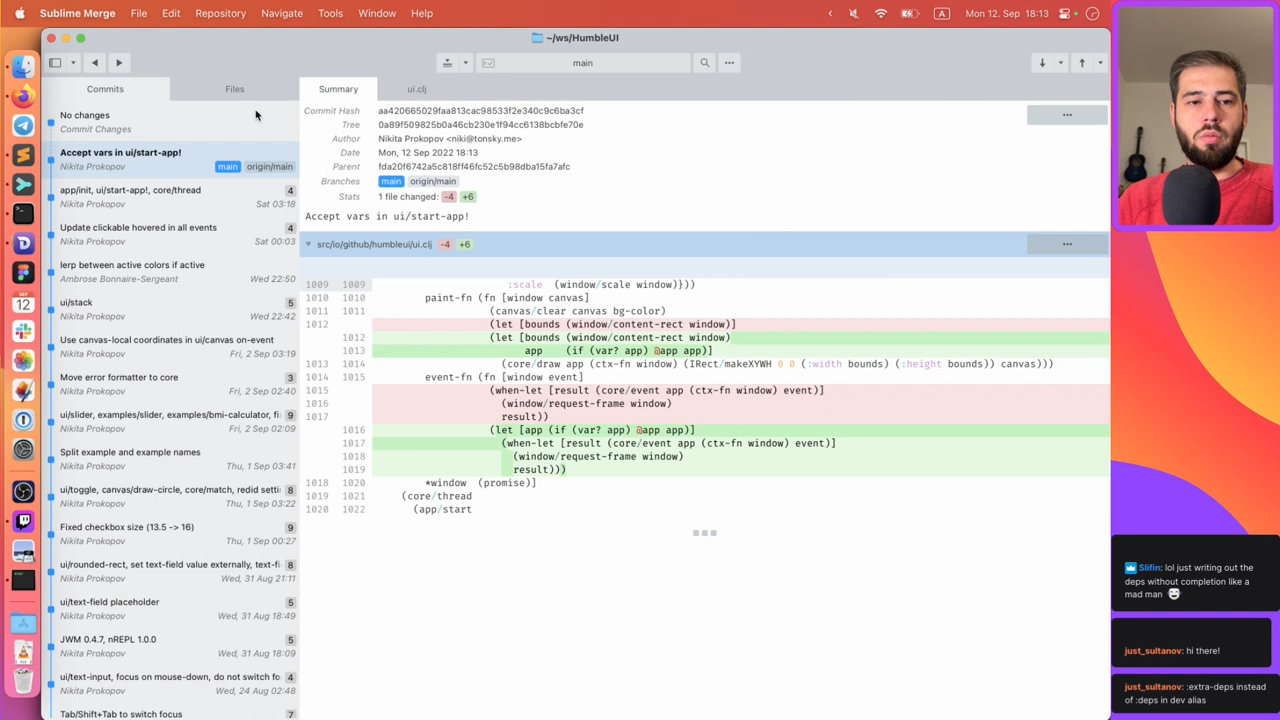 Sublime Merge File Edit Repository Navigate Tools Window Help
A Mon 12. Sep 18:13
~/ws/HumbleUI
main
Commits Files
Summary ui.clj
No changes
Commit Changes
Accept vars in ui/start-app!
Nikita Prokopov main origin/main
app/init, ui/start-app!, core/thread 4
Nikita Prokopov Sat 03:18
Update clickable hovered in all events 4
Nikita Prokopov Sat 00:03
lerp between active colors if active
Ambrose Bonnaire-Sergeant Wed 22:50
ui/stack 5
Nikita Prokopov Wed 22:42
Use canvas-local coordinates in ui/canvas on-event
Nikita Prokopov Fri, 2 Sep 03:19
Move error formatter to core 3
Nikita Prokopov Fri, 2 Sep 02:40
ui/slider, examples/slider, examples/bmi-calculator, fi 9
Nikita Prokopov Fri, 2 Sep 02:09
Split example and example names
Nikita Prokopov Thu, 1 Sep 03:41
ui/toggle, canvas/draw-circle, core/match, redid setti 8
Nikita Prokopov Thu, 1 Sep 03:22
Fixed checkbox size (13.5 -> 16) 9
Nikita Prokopov Thu, 1 Sep 00:27
ui/rounded-rect, set text-field value externally, text-fi 8
Nikita Prokopov Wed, 31 Aug 21:11
ui/text-field placeholder 5
Nikita Prokopov Wed, 31 Aug 18:49
JWM 0.4.7, nREPL 1.0.0 5
Nikita Prokopov Wed, 31 Aug 18:09
ui/text-input, focus on mouse-down, do not switch fo 4
Nikita Prokopov Wed, 24 Aug 02:48
Tab/Shift+Tab to switch focus 7
Commit Hash aa420665029faa813cac98533f2e340c9c6ba3cf
Tree 0a89f509825b0a46cb230e1f94cc6138bcbfe70e
Author Nikita Prokopov <niki@tonsky.me>
Date Mon, 12 Sep 2022 18:13
Parent fda20f6742a5c818ff46fc52c5b98dba15fa7afc
Branches main origin/main
Stats 1 file changed: -4 +6
Accept vars in ui/start-app!
src/io/github/humbleui/ui.clj -4 +6
1009 1009 :scale (window/scale window)}))
1010 1010 paint-fn (fn [window canvas]
1011 1011 (canvas/clear canvas bg-color)
1012 (let [bounds (window/content-rect window)]
1012 (let [bounds (window/content-rect window)
1013 app (if (var? app) @app app)]
1013 1014 (core/draw app (ctx-fn window) (IRect/makeXYWH 0 0 (:width bounds) (:height bounds)) canvas)))
1014 1015 event-fn (fn [window event]
1015 (when-let [result (core/event app (ctx-fn window) event)]
1016 (window/request-frame window)
1017 result))
1016 (let [app (if (var? app) @app app)]
1017 (when-let [result (core/event app (ctx-fn window) event)]
1018 (window/request-frame window)
1019 result)))
1018 1020 *window (promise)]
1019 1021 (core/thread
1020 1022 (app/start
SEP
12
Slifin: lol just writing out the
deps without completion like a
mad man
just_sultanov: hi there!
just_sultanov: :extra-deps instead
of :deps in dev alias